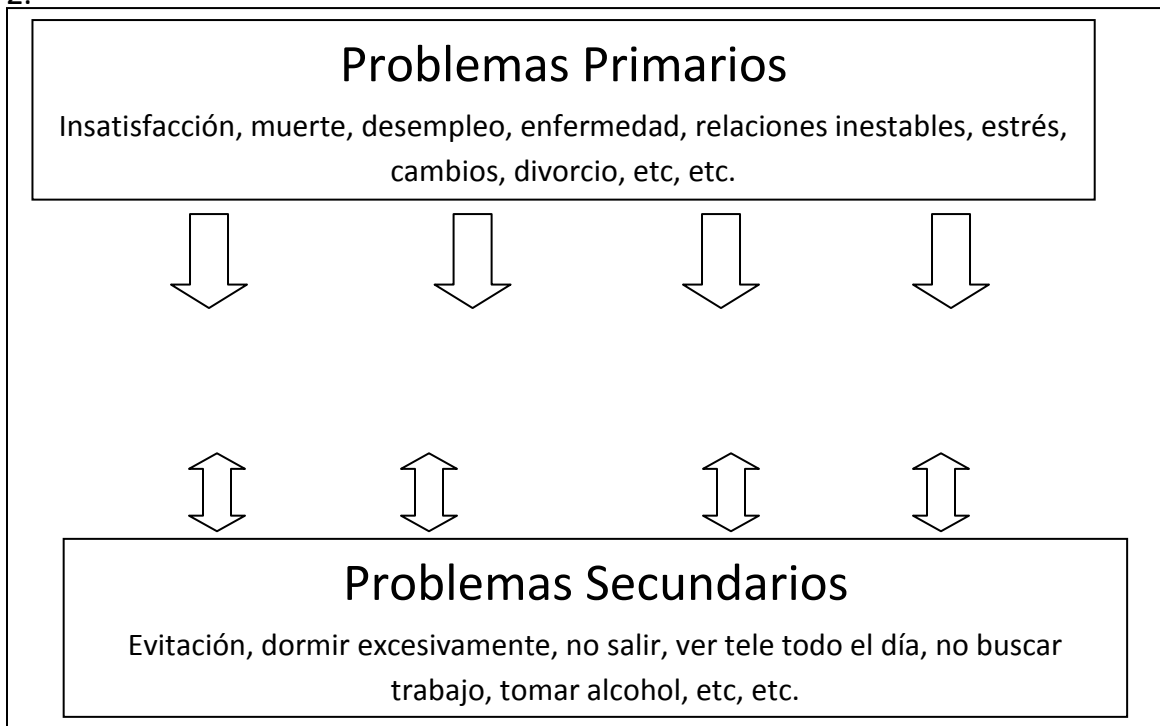 2.
Problemas Primarios
Insatisfacción, muerte, desempleo, enfermedad, relaciones inestables, estrés,
cambios, divorcio, etc, etc.
Problemas Secundarios
Evitación, dormir excesivamente, no salir, ver tele todo el día, no buscar
trabajo, tomar alcohol, etc, etc.